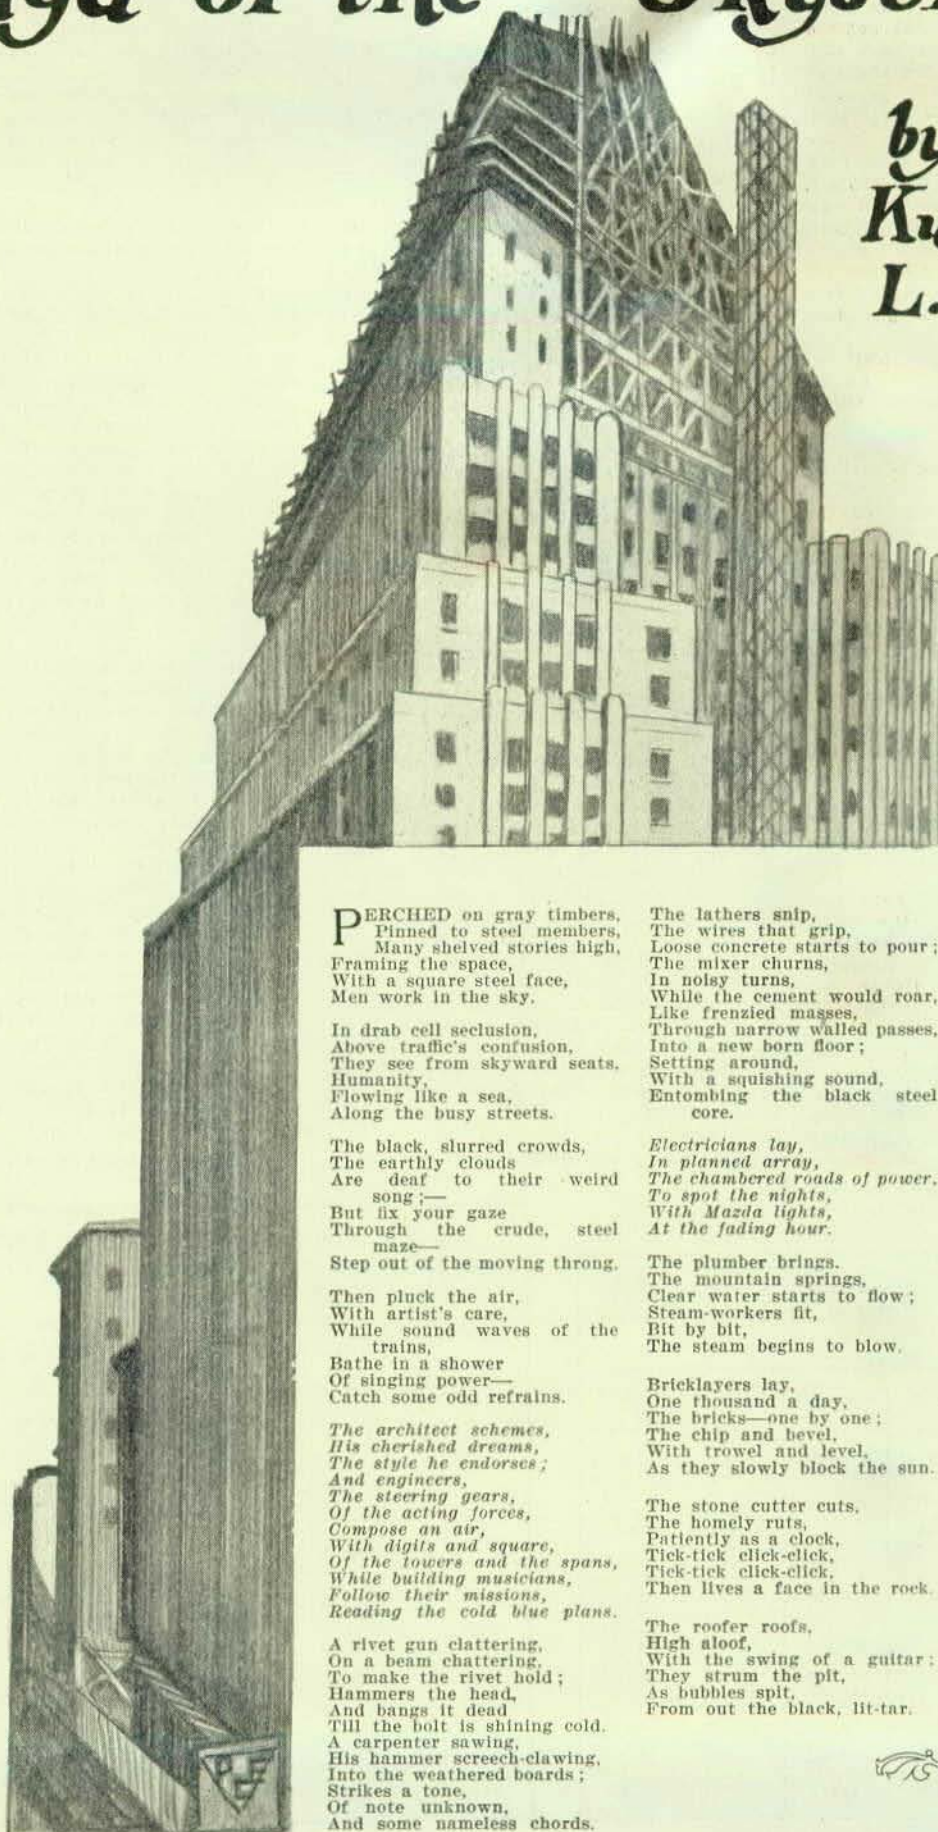 of the
by
L.
PERCHED on gray timbers,
Pinned to steel members,
Many shelved stories high,
Framing the space,
With a square steel face,
Men work in the sky.
In drab cell seclusion,
Above traffic's confusion,
They see from skyward seats,
Humanity,
Flowing like a sea,
Along the busy streets.
The black, slurred crowds,
The earthly clouds
Are deaf to their weird
song;—
But fix your gaze
Through the crude, steel
maze—
Step out of the moving throng.
Then pluck the air,
With artist's care,
While sound waves of the
trains,
Bathe in a shower
Of singing power—
Catch some odd refrains.
The architect schemes,
His cherished dreams,
The style he endorses;
And engineers,
The steering gears,
Of the acting forces,
Compose an air,
With digits and square,
Of the towers and the spans,
While building musicians,
Follow their missions,
Reading the cold blue plans.
A rivet gun clattering,
On a beam chattering,
To make the rivet hold;
Hammers the head,
And bangs it dead
Till the bolt is shining cold.
A carpenter sawing,
His hammer screech-clawing,
Into the weathered boards;
Strikes a tone,
Of note unknown,
And some nameless chords.
The lathers snip,
The wires that grip,
Loose concrete starts to pour;
The mixer churns,
In noisy turns,
While the cement would roar,
Like frenzied masses,
Through narrow walled passes,
Into a new born floor;
Setting around,
With a squishing sound,
Entombing the black steel
core.
Electricians lay,
In planned array,
The chambered roads of power,
To spot the nights,
With Mazda lights,
At the fading hour.
The plumber brings.
The mountain springs,
Clear water starts to flow;
Steam-workers fit,
Bit by bit,
The steam begins to blow.
Bricklayers lay,
One thousand a day,
The bricks—one by one;
The chip and bevel,
With trowel and level,
As they slowly block the sun.
The stone cutter cuts,
The homely ruts,
Patiently as a clock,
Tick-tick click-click,
Tick-tick click-click,
Then lives a face in the rock.
The roofer roofs,
High aloof,
With the swing of a guitar;
They strum the pit,
As bubbles spit,
From out the black, lit-tar.